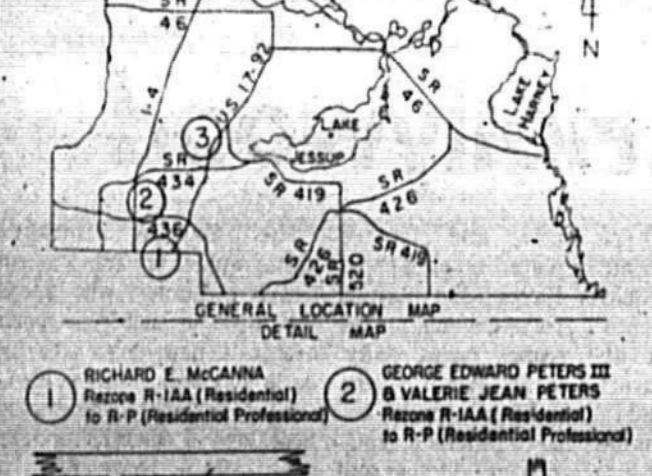 SR
46
I-4
U.S. 17-92
SR
46
N
LAKE
HARNEY
3
LAKE
JESSUP
SR
434
SR 419
SR
426
2
436
1
SR
426
SR
520
SR 419
GENERAL LOCATION MAP
DETAIL MAP
1
RICHARD E. McCANNA
Rezone R-1AA (Residential)
to R-P (Residential Professional)
2
GEORGE EDWARD PETERS III
& VALERIE JEAN PETERS
Rezone R-1AA (Residential)
to R-P (Residential Professional)